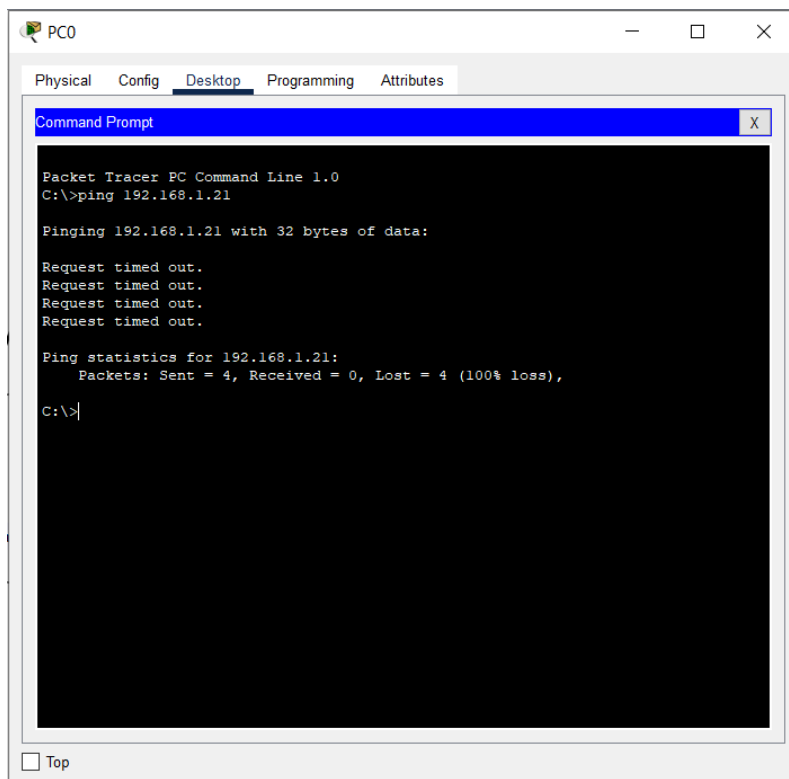 PC0
Physical Config Desktop Programming Attributes
Command Prompt X
Packet Tracer PC Command Line 1.0
C:\>ping 192.168.1.21
Pinging 192.168.1.21 with 32 bytes of data:
Request timed out.
Request timed out.
Request timed out.
Request timed out.
Ping statistics for 192.168.1.21:
Packets: Sent = 4, Received = 0, Lost = 4 (100% loss),
C:\>
Top